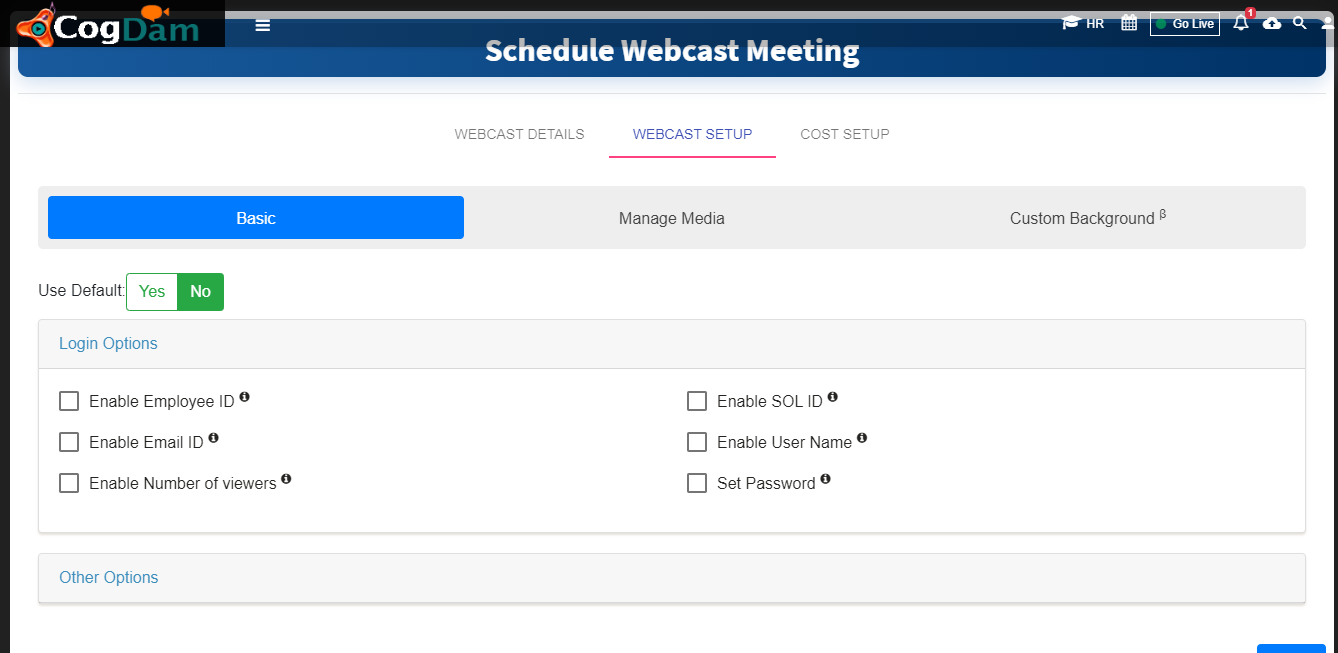 CogDam
HR
Go Live
1
Schedule Webcast Meeting
WEBCAST DETAILS
WEBCAST SETUP
COST SETUP
Basic
Manage Media
Custom Background β
Use Default:
Yes
No
Login Options
Enable Employee ID
Enable SOL ID
Enable Email ID
Enable User Name
Enable Number of viewers
Set Password
Other Options